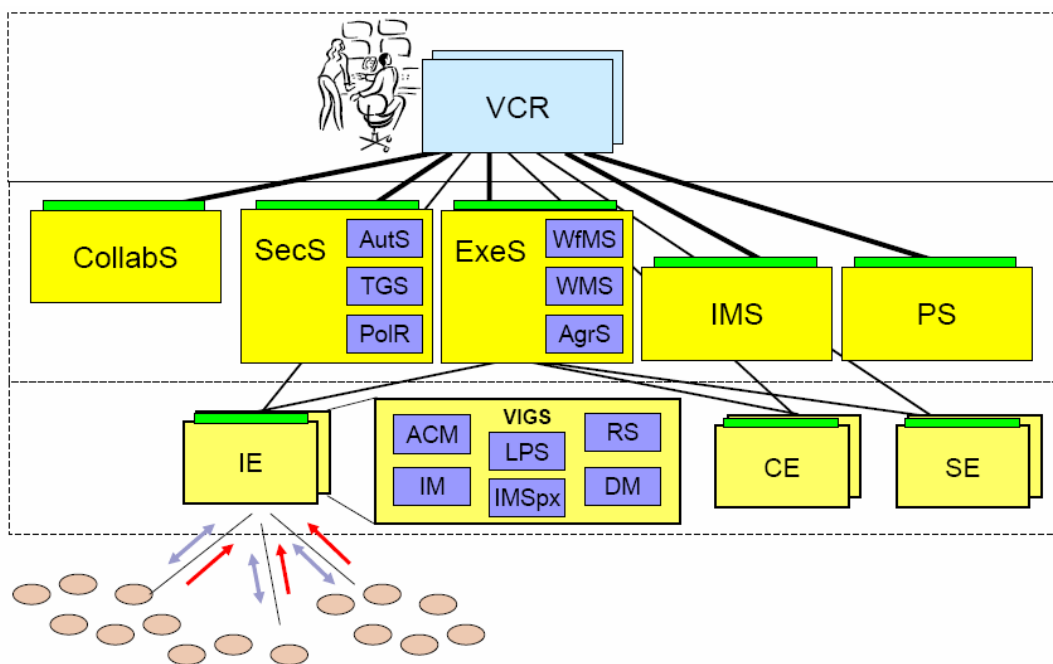 VCR
CollabS
SecS
AutS
TGS
PolR
ExeS
WfMS
WMS
AgrS
IMS
PS
IE
VIGS
ACM
LPS
RS
IM
IMSpx
DM
CE
SE